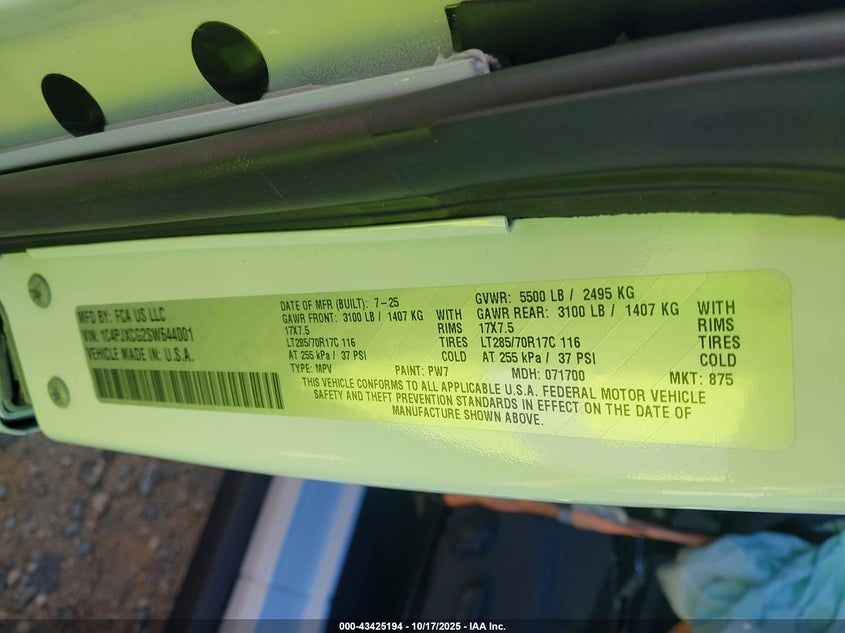 MFD BY: FCA US LLC
VIN: 1C4PJXCG2SW644001
VEHICLE MADE IN: U.S.A.
DATE OF MFR (BUILT): 7-25
GVWR: 5500 LB / 2495 KG
GAWR FRONT: 3100 LB / 1407 KG WITH
GAWR REAR: 3100 LB / 1407 KG WITH
17X7.5 RIMS
17X7.5 RIMS
LT285/70R17C 116 TIRES
LT285/70R17C 116 TIRES
AT 255 kPa / 37 PSI COLD
AT 255 kPa / 37 PSI COLD
TYPE: MPV PAINT: PW7 MDH: 071700 MKT: 875
THIS VEHICLE CONFORMS TO ALL APPLICABLE U.S.A. FEDERAL MOTOR VEHICLE
SAFETY AND THEFT PREVENTION STANDARDS IN EFFECT ON THE DATE OF
MANUFACTURE SHOWN ABOVE.
000-43425194 - 10/17/2025 - IAA Inc.